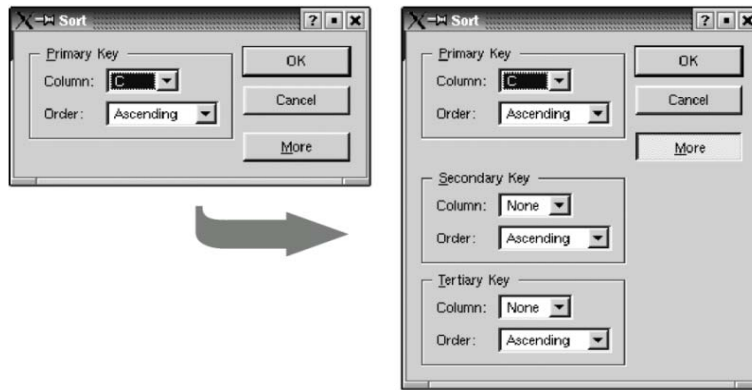 Sort
Primary Key
Column: C
Order: Ascending
OK
Cancel
More
Sort
Primary Key
Column: C
Order: Ascending
OK
Cancel
More
Secondary Key
Column: None
Order: Ascending
Tertiary Key
Column: None
Order: Ascending